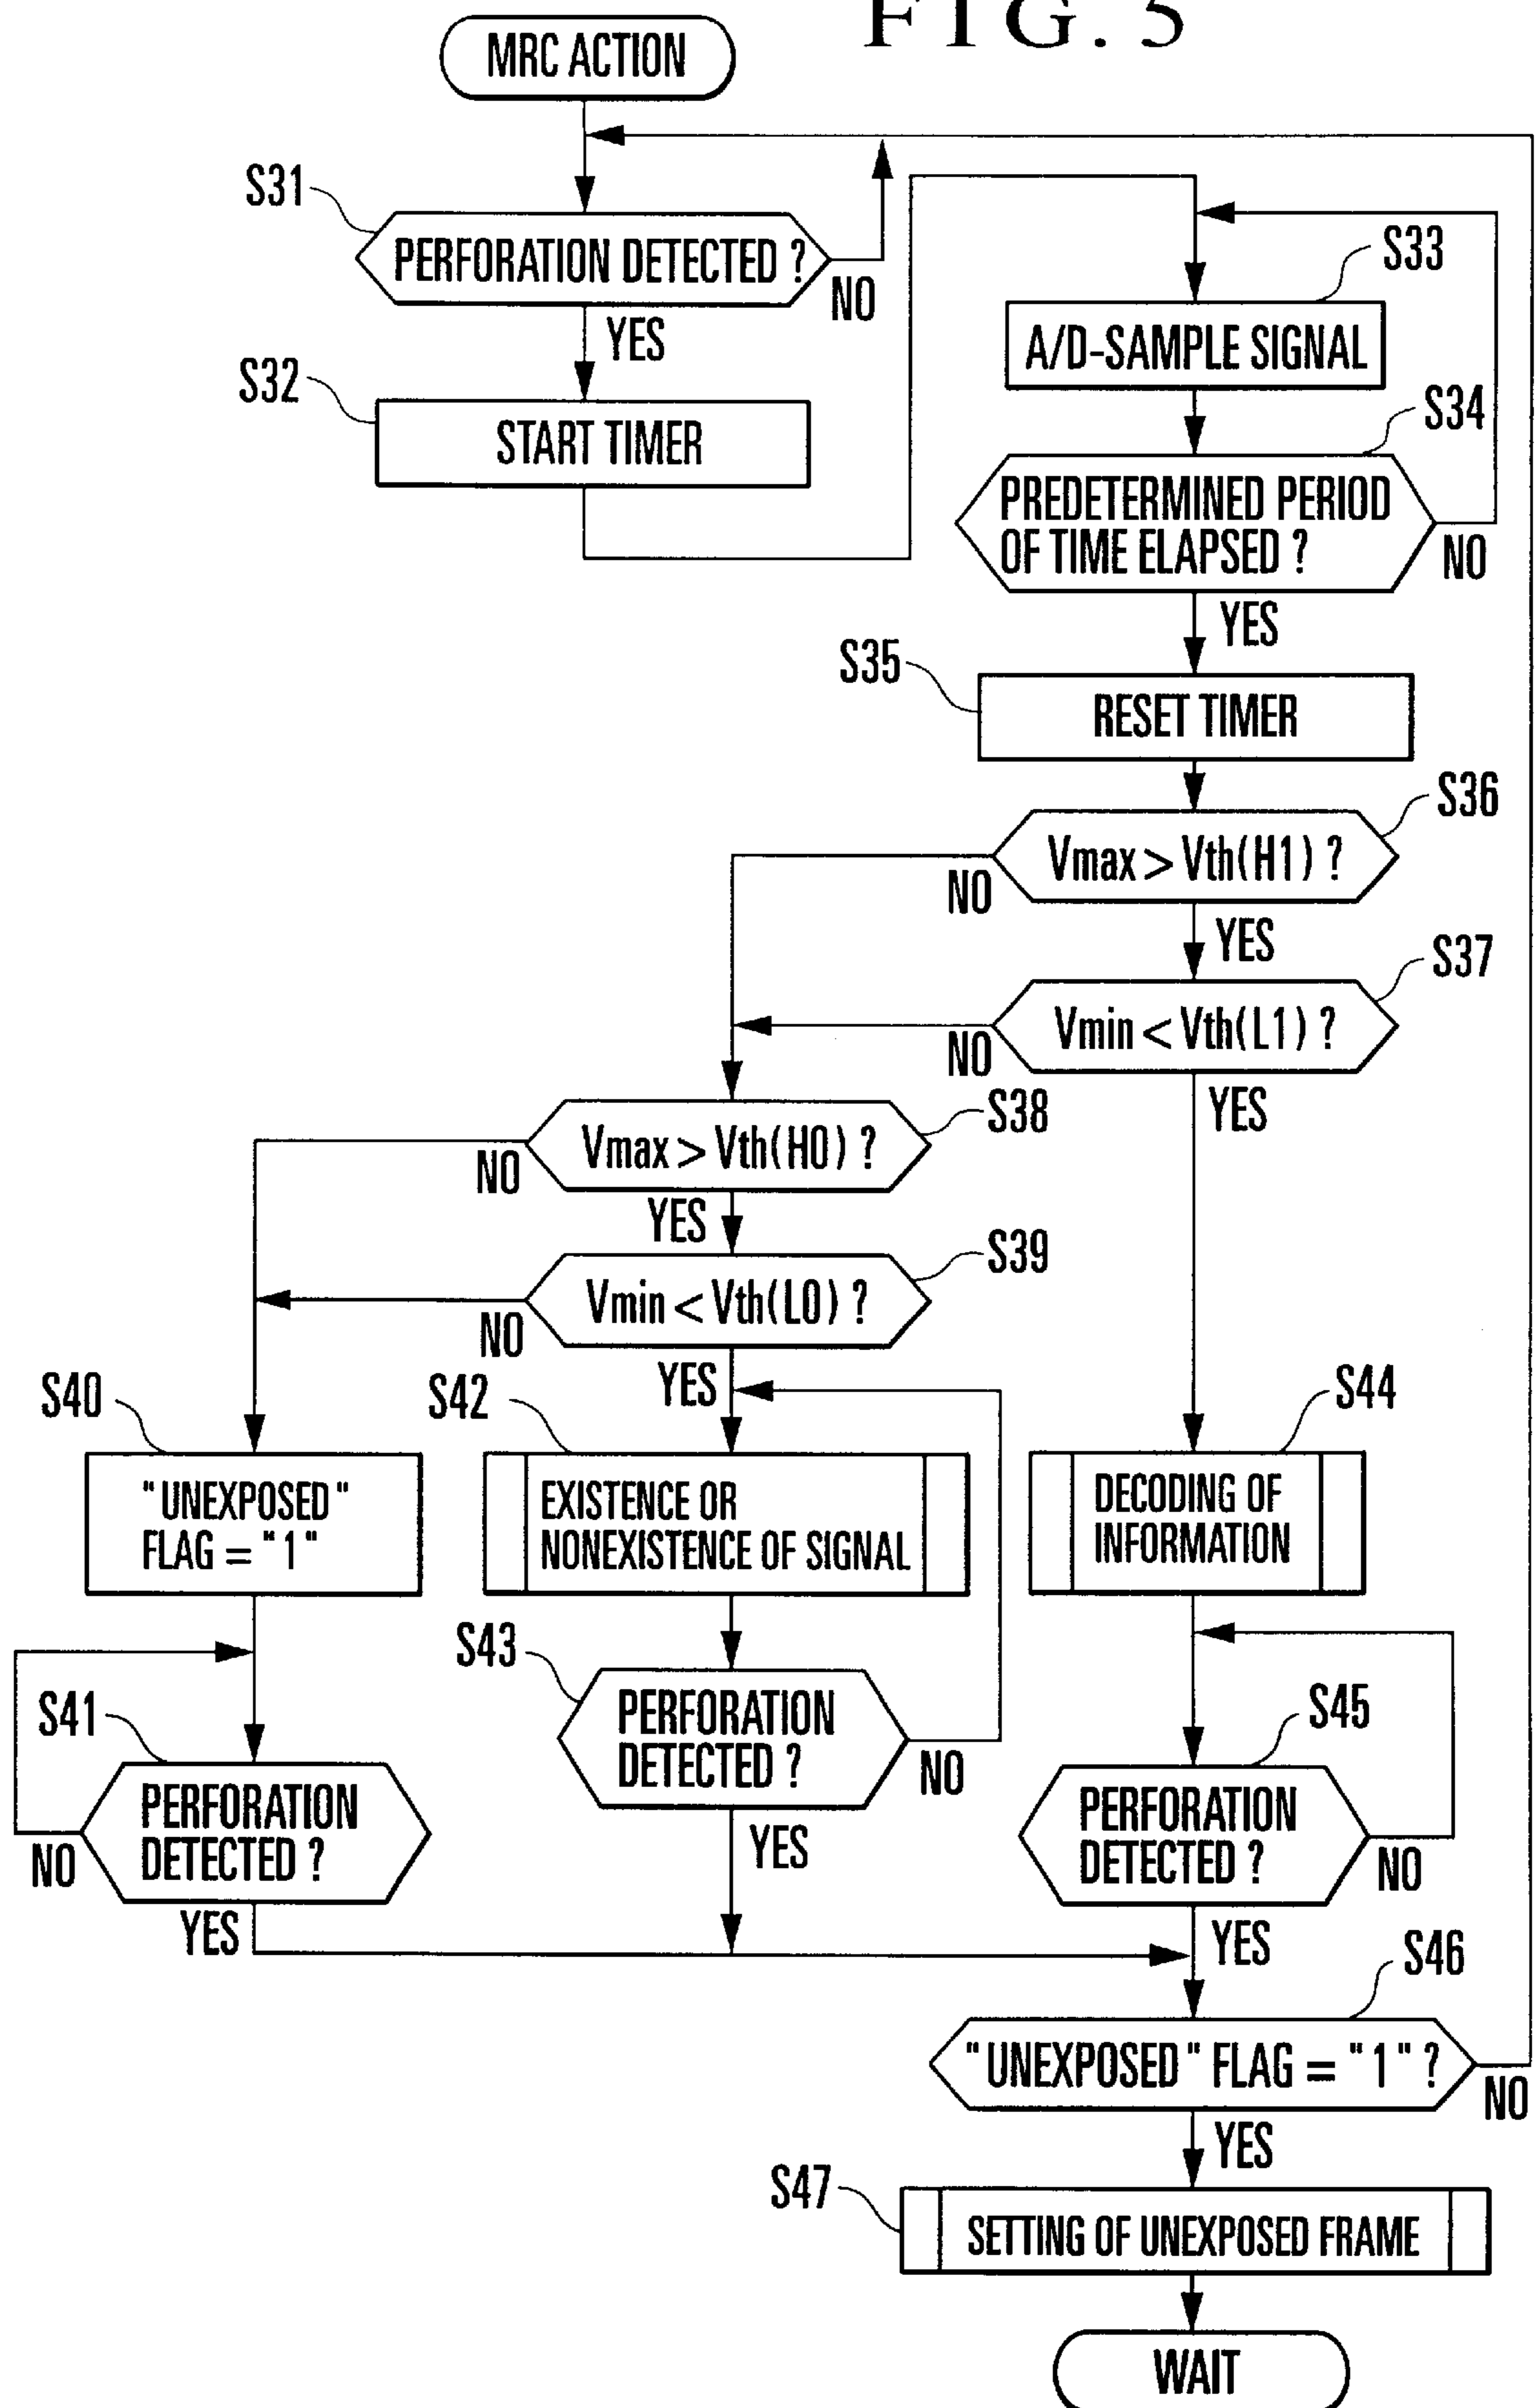 FIG. 5
MRC ACTION
S31
PERFORATION DETECTED ?
NO
YES
S32
START TIMER
S33
A/D-SAMPLE SIGNAL
S34
PREDETERMINED PERIOD
OF TIME ELAPSED ?
NO
YES
S35
RESET TIMER
S36
Vmax > Vth(H1) ?
NO
YES
S37
Vmin < Vth(L1) ?
NO
YES
S38
Vmax > Vth(H0) ?
NO
YES
S39
Vmin < Vth(L0) ?
NO
YES
S40
"UNEXPOSED"
FLAG = "1"
S42
EXISTENCE OR
NONEXISTENCE OF SIGNAL
S44
DECODING OF
INFORMATION
S41
PERFORATION
DETECTED ?
NO
YES
S43
PERFORATION
DETECTED ?
NO
YES
S45
PERFORATION
DETECTED ?
NO
YES
S46
"UNEXPOSED" FLAG = "1" ?
NO
YES
S47
SETTING OF UNEXPOSED FRAME
WAIT